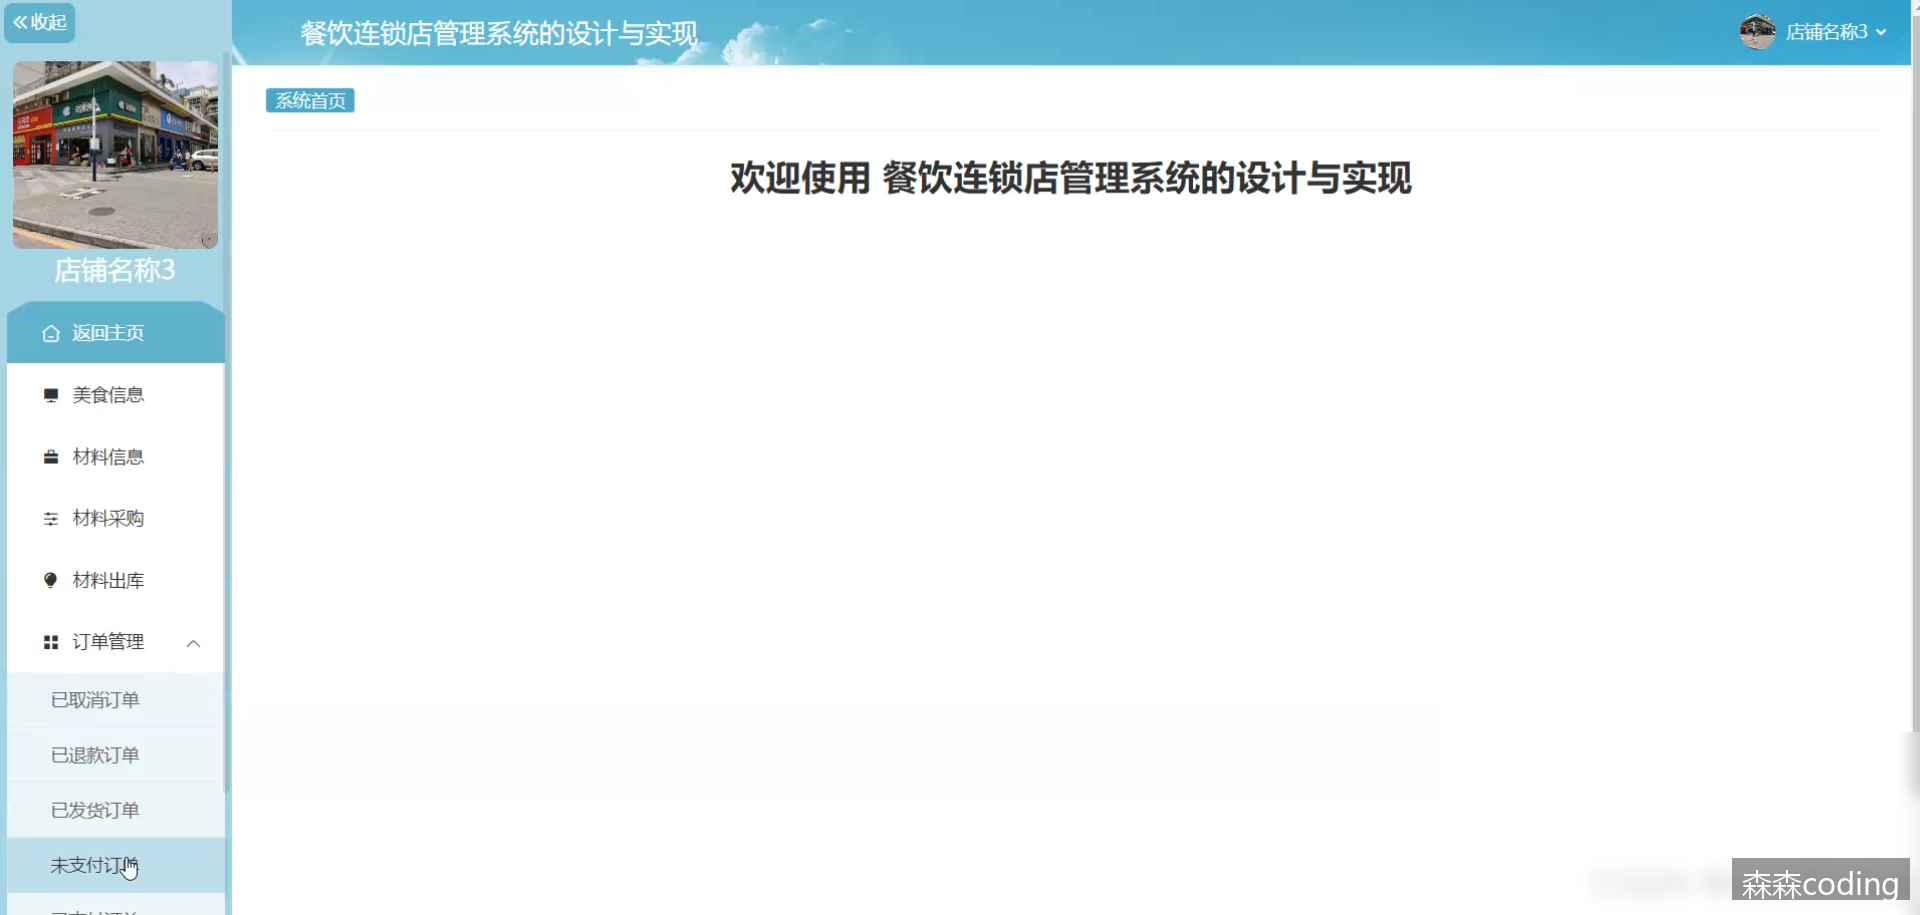 收起
餐饮连锁店管理系统的设计与实现
店铺名称3
系统首页
欢迎使用 餐饮连锁店管理系统的设计与实现
店铺名称3
返回主页
美食信息
材料信息
材料采购
材料出库
订单管理
已取消订单
已退款订单
已发货订单
未支付订单
森森coding